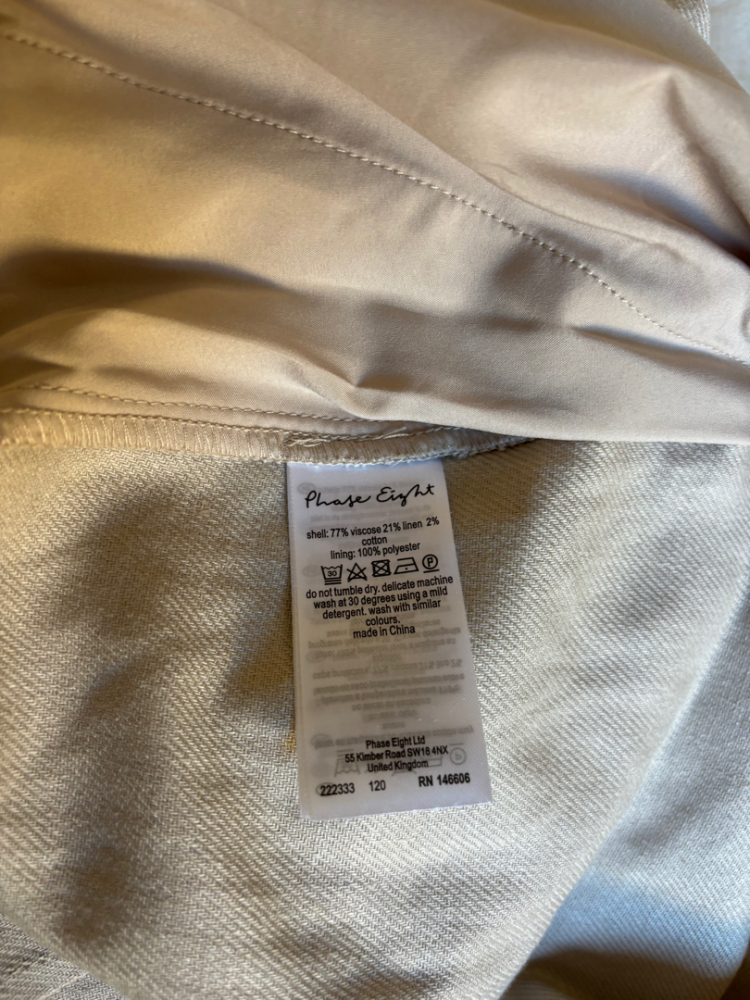 Phase Eight
shell: 77% viscose 21% linen 2%
cotton
lining: 100% polyester
30 P
do not tumble dry, delicate machine
wash at 30 degrees using a mild
detergent. wash with similar
colours.
made in China
Phase Eight Ltd
55 Kimber Road SW18 4NX
United Kingdom
222333 120 RN 146606